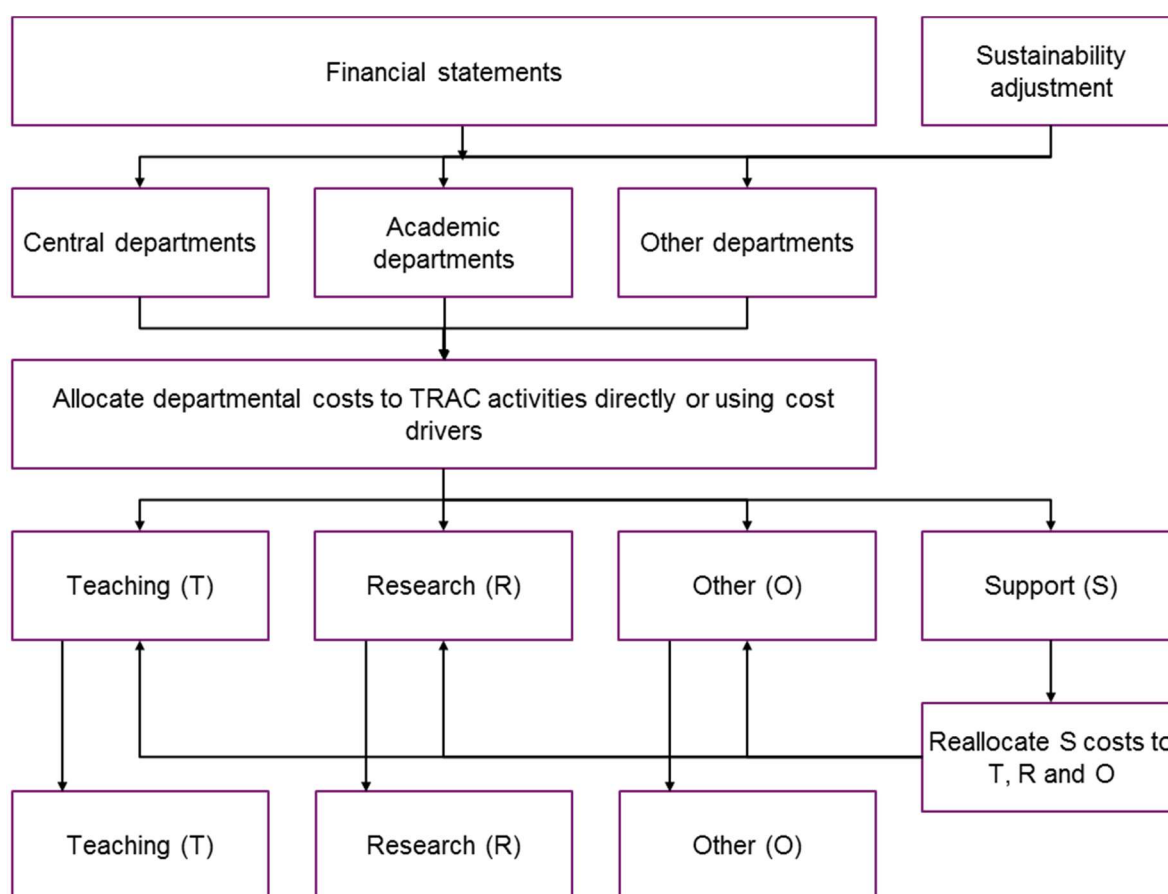 Financial statements
Sustainability
adjustment
Central departments
Academic
departments
Other departments
Allocate departmental costs to TRAC activities directly or using cost
drivers
Teaching (T)
Research (R)
Other (O)
Support (S)
Reallocate S costs to
T, R and O
Teaching (T)
Research (R)
Other (O)